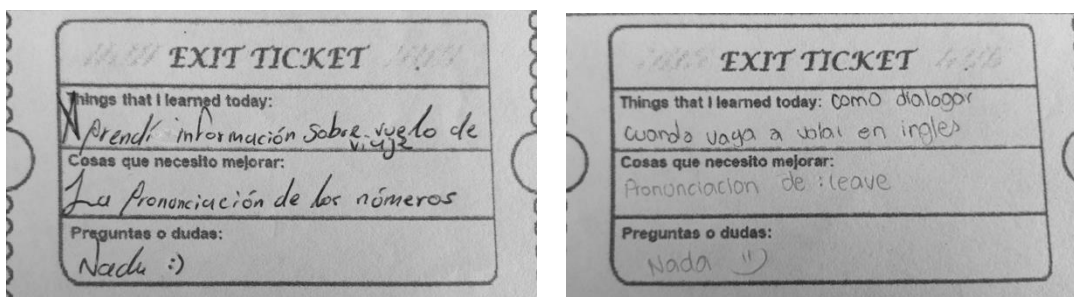 EXIT TICKET
Things that I learned today:
Aprendí información sobre vuelo de
viaje
Cosas que necesito mejorar:
La Pronunciación de los números
Preguntas o dudas:
Nada :)
EXIT TICKET
Things that I learned today: como dialogar
cuando vaya a volar en ingles
Cosas que necesito mejorar:
Pronunciacion de : leave
Preguntas o dudas:
Nada :)